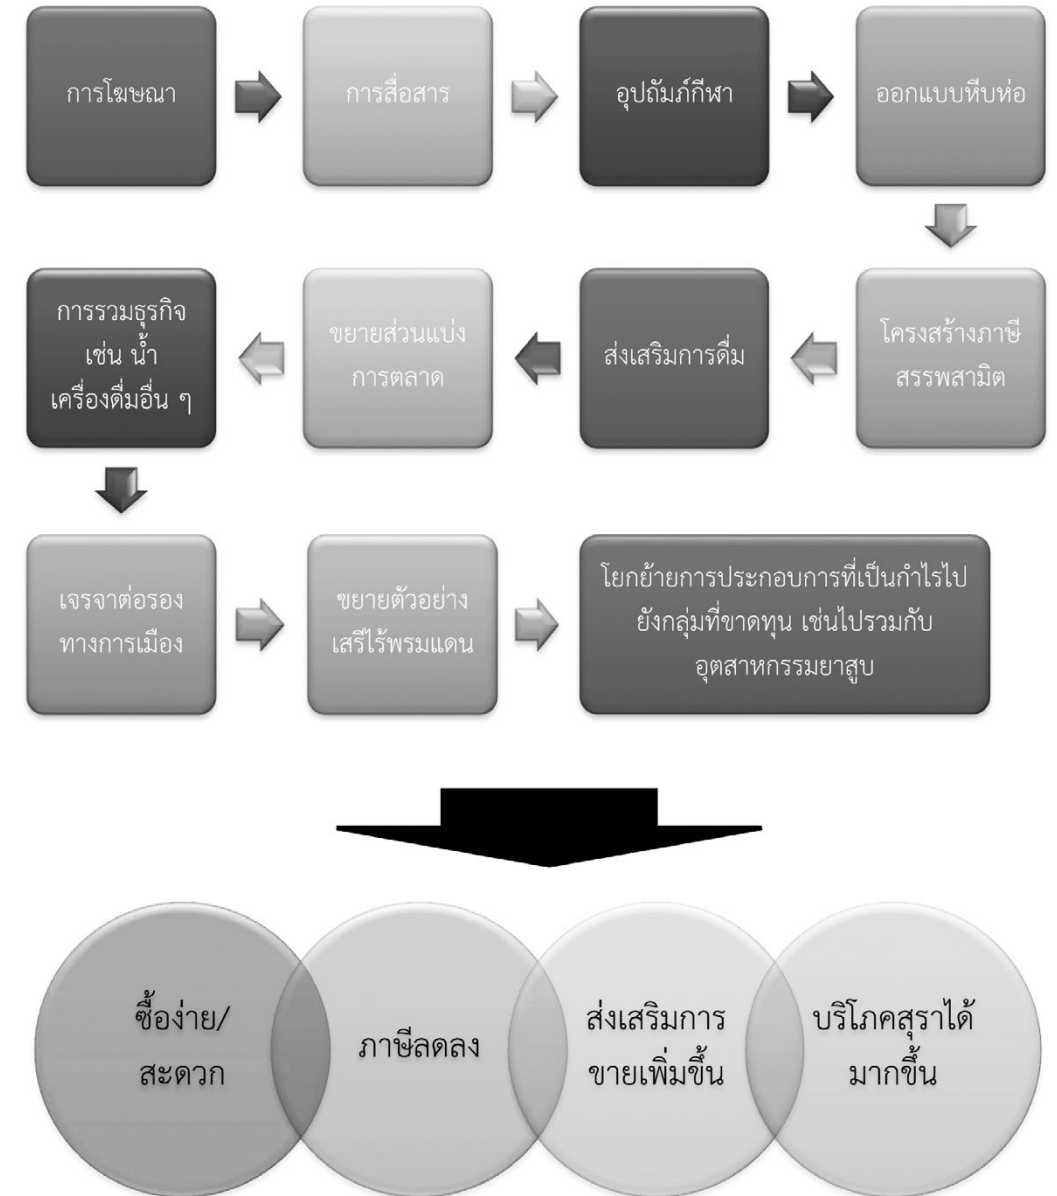 การโฆษณา
การสื่อสาร
อุปถัมภ์กีฬา
ออกแบบหีบห่อ
โครงสร้างภาษี
สรรพสามิต
ส่งเสริมการดื่ม
ขยายส่วนแบ่ง
การตลาด
การรวมธุรกิจ
เช่น น้ำ
เครื่องดื่มอื่น ๆ
เจรจาต่อรอง
ทางการเมือง
ขยายตัวอย่าง
เสรีไร้พรมแดน
โยกย้ายการประกอบการที่เป็นกำไรไป
ยังกลุ่มที่ขาดทุน เช่นไปรวมกับ
อุตสาหกรรมยาสูบ
ซื้อง่าย/
สะดวก
ภาษีลดลง
ส่งเสริมการ
ขายเพิ่มขึ้น
บริโภคสุราได้
มากขึ้น